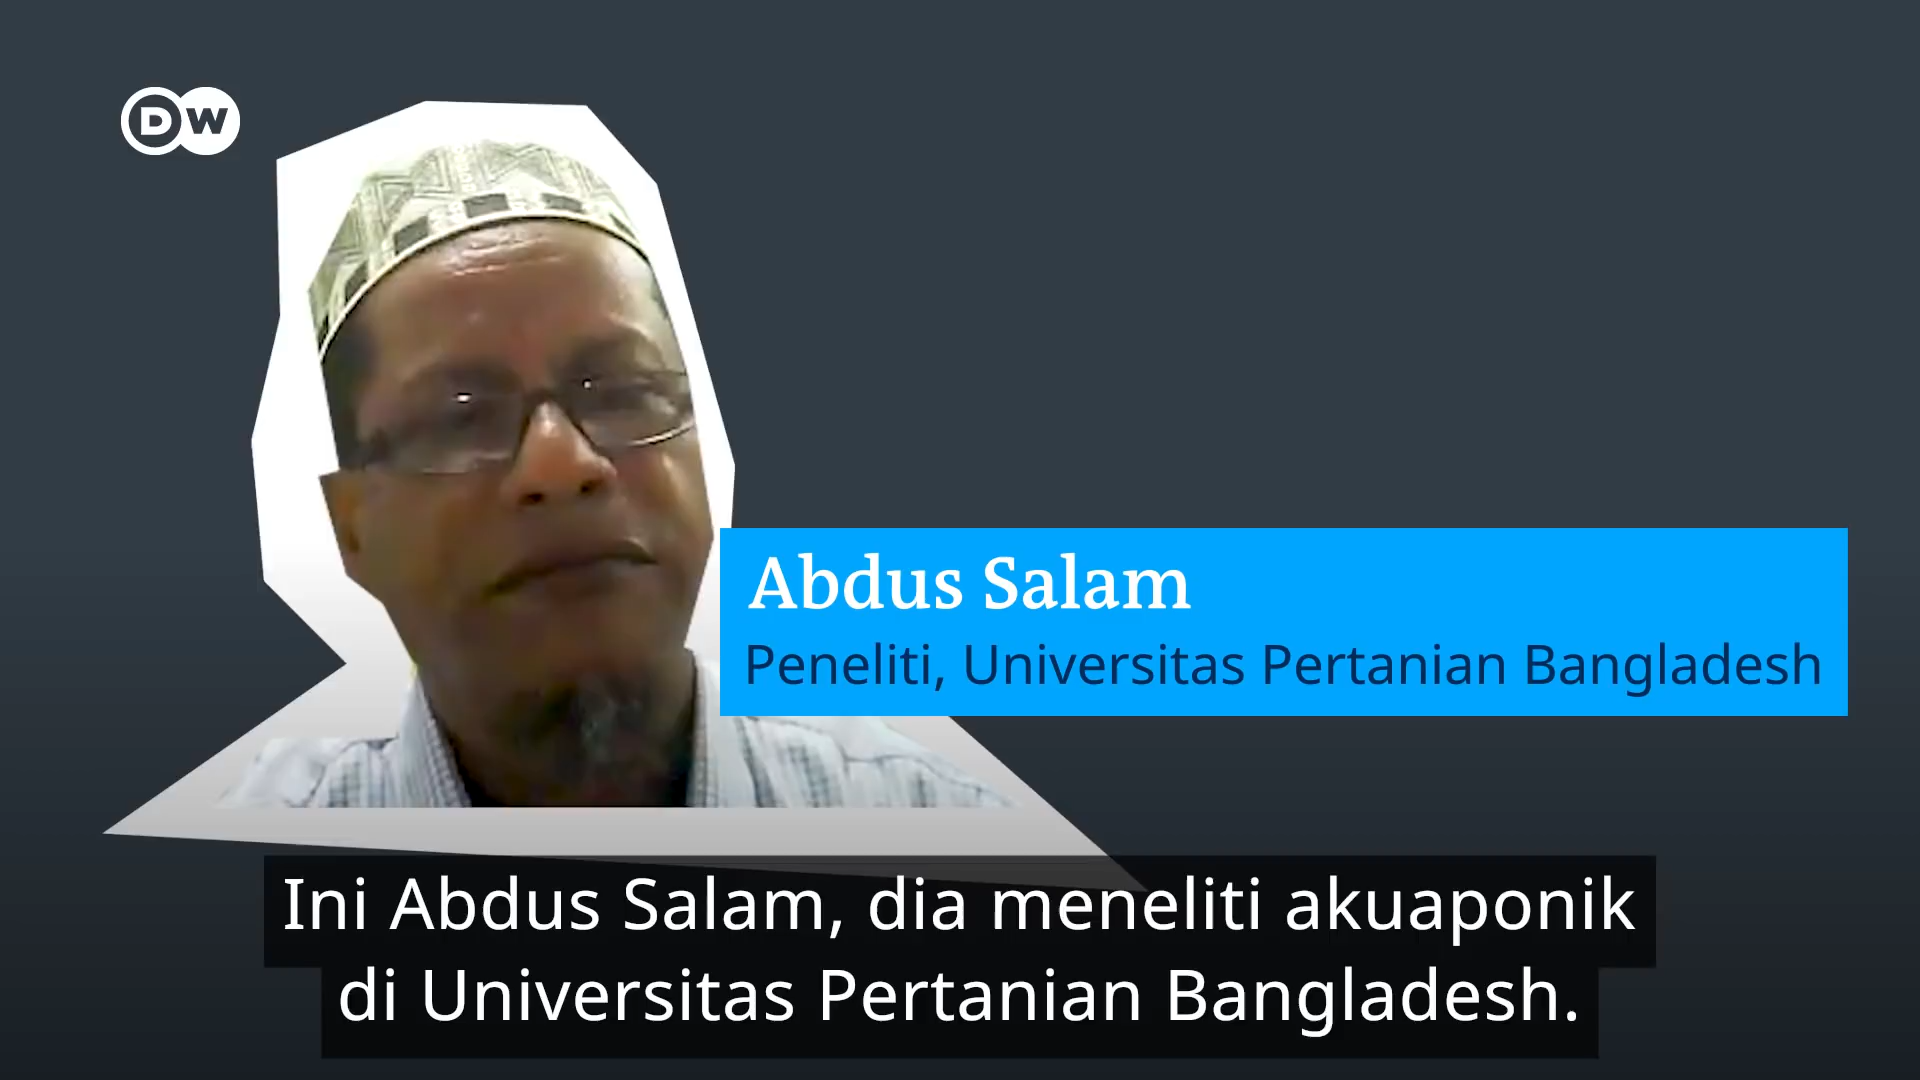 DW
Abdus Salam
Peneliti, Universitas Pertanian Bangladesh
Ini Abdus Salam, dia meneliti akuaponik
di Universitas Pertanian Bangladesh.